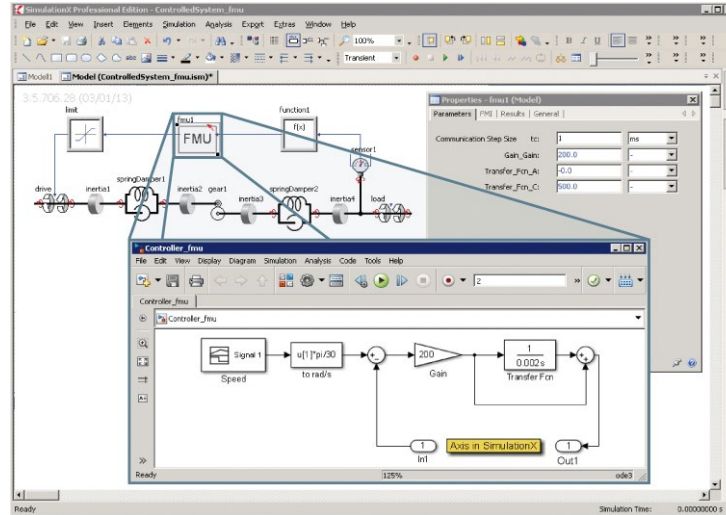 SimulationX Professional Edition - ControlledSystem_fmu
File Edit View Insert Elements Simulation Analysis Export Extras Window Help
100%
Transient
Model1 Model (ControlledSystem_fmu.ism)*
3.5.706.28 (03/01/13)
limit
fmu1
FMU
function1
f(x)
sensor1
drive
inertia1
springDamper1
inertia2
gear1
inertia3
springDamper2
inertia4
load
Properties - fmu1 (Model)
Parameters FMI Results General
Communication Step Size tc: 1 ms
Gain_Gain: 200.0 -
Transfer_Fcn_A: -0.0 -
Transfer_Fcn_C: 500.0 -
Controller_fmu
File Edit View Display Diagram Simulation Analysis Code Tools Help
2
Controller_fmu
Controller_fmu
Signal 1
Speed
u[1]*pi/30
to rad/s
200
Gain
1
0.002s
Transfer Fcn
1
In1
Axis in SimulationX
1
Out1
Ready 125% ode3
Ready Simulation Time: 0.00000000 s